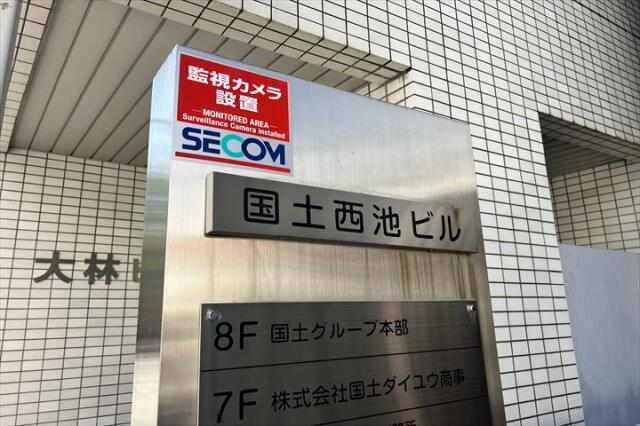 監視カメラ
設置
—MONITORED AREA—
Surveillance Camera Installed
SECOM
国土西池ビル
大林
8F 国土グループ本部
7F 株式会社国土ダイユウ商事